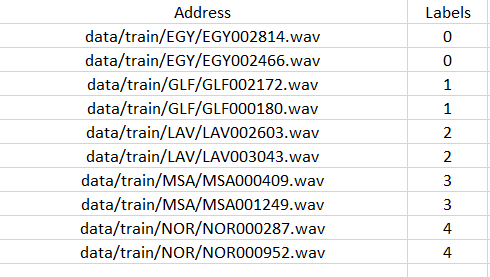 Address Labels
data/train/EGY/EGY002814.wav 0
data/train/EGY/EGY002466.wav 0
data/train/GLF/GLF002172.wav 1
data/train/GLF/GLF000180.wav 1
data/train/LAV/LAV002603.wav 2
data/train/LAV/LAV003043.wav 2
data/train/MSA/MSA000409.wav 3
data/train/MSA/MSA001249.wav 3
data/train/NOR/NOR000287.wav 4
data/train/NOR/NOR000952.wav 4